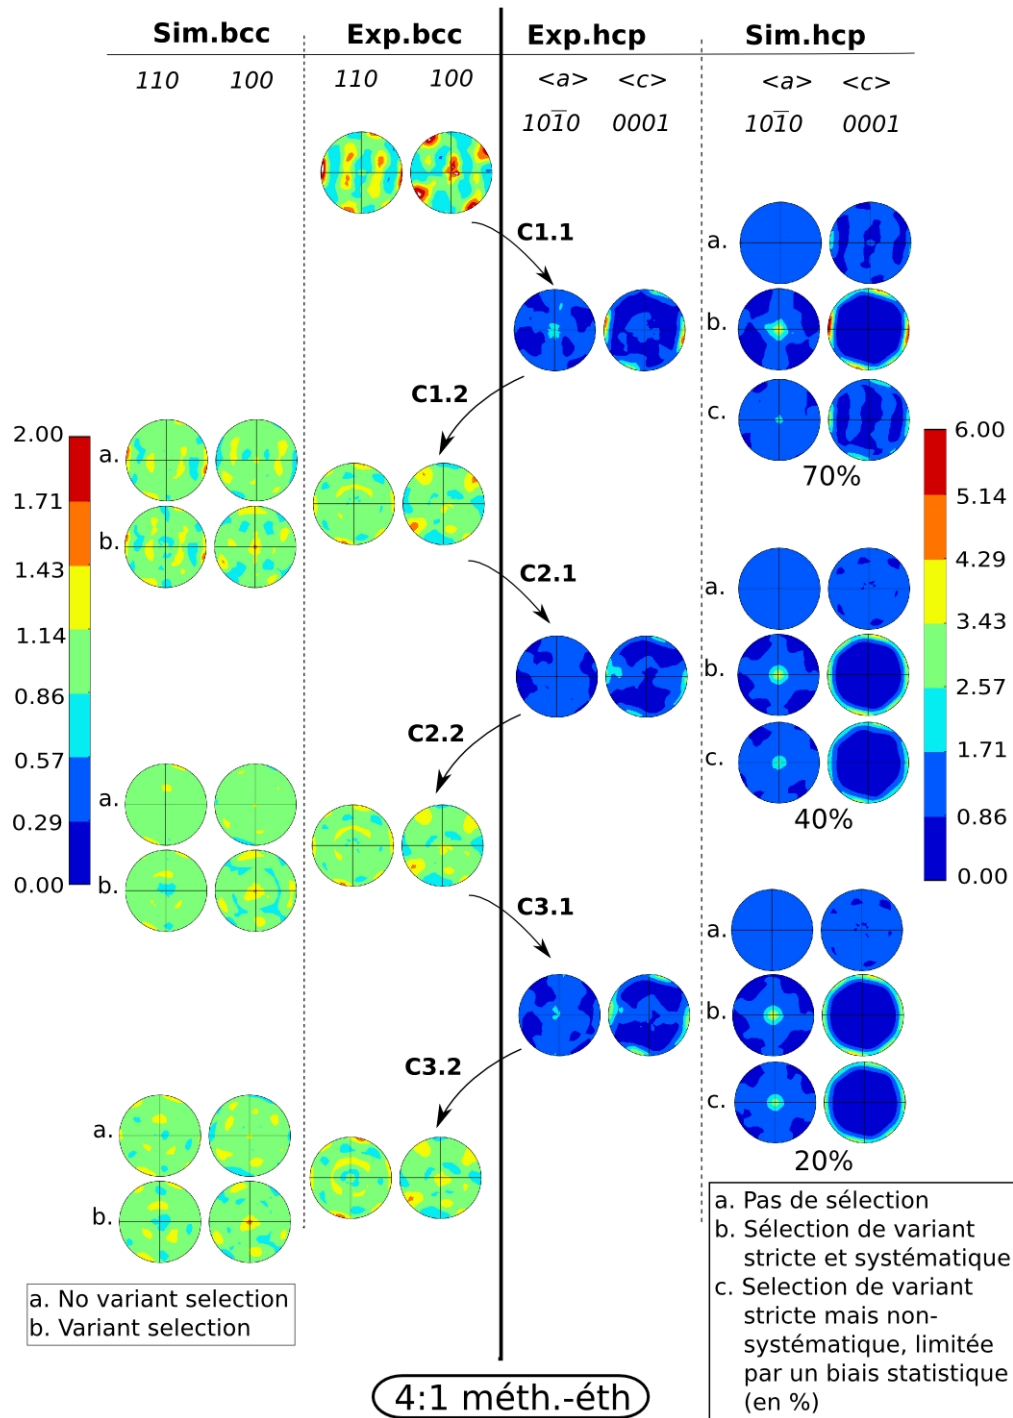 Sim.bcc Exp.bcc Exp.hcp Sim.hcp
110 100 110 100 <a> <c> <a> <c>
101̅0 0001 101̅0 0001
C1.1
a.
b.
C1.2
c.
70%
2.00
1.71
1.43
1.14
0.86
0.57
0.29
0.00
a.
b.
6.00
5.14
4.29
3.43
2.57
1.71
0.86
0.00
C2.1
a.
b.
C2.2
c.
40%
a.
b.
C3.1
a.
b.
C3.2
c.
20%
a.
b.
a. No variant selection
b. Variant selection
a. Pas de sélection
b. Sélection de variant
stricte et systématique
c. Selection de variant
stricte mais non-
systématique, limitée
par un biais statistique
(en %)
4:1 méth.-éth